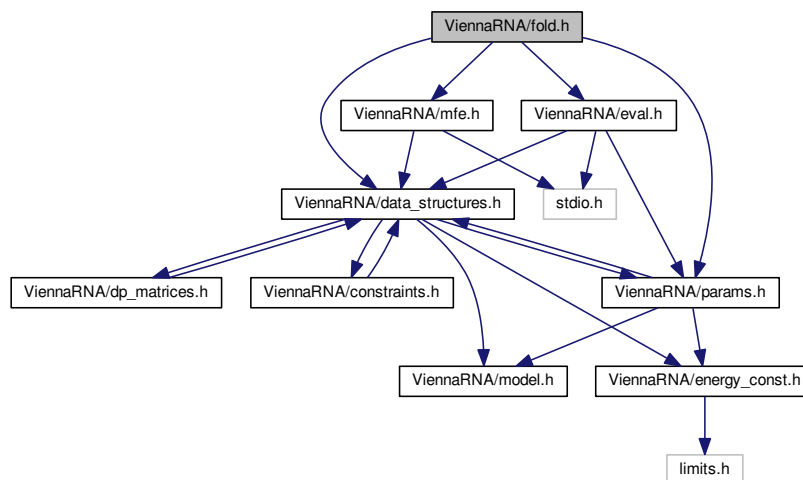 ViennaRNA/fold.h
ViennaRNA/mfe.h
ViennaRNA/eval.h
ViennaRNA/data_structures.h
stdio.h
ViennaRNA/dp_matrices.h
ViennaRNA/constraints.h
ViennaRNA/params.h
ViennaRNA/model.h
ViennaRNA/energy_const.h
limits.h